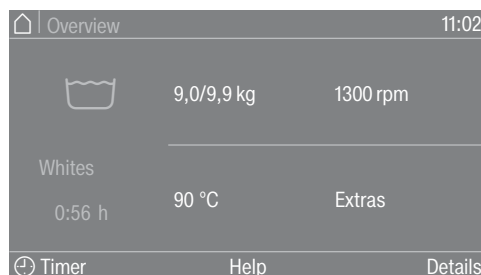 Overview 11:02
9,0/9,9 kg 1300 rpm
Whites
0:56 h
90 °C Extras
Timer Help Details